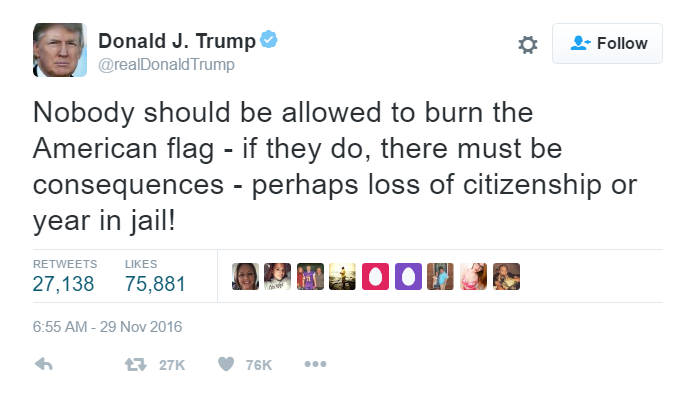 Donald J. Trump
@realDonaldTrump
Follow
Nobody should be allowed to burn the
American flag - if they do, there must be
consequences - perhaps loss of citizenship or
year in jail!
RETWEETS LIKES
27,138 75,881
6:55 AM - 29 Nov 2016
27K 76K